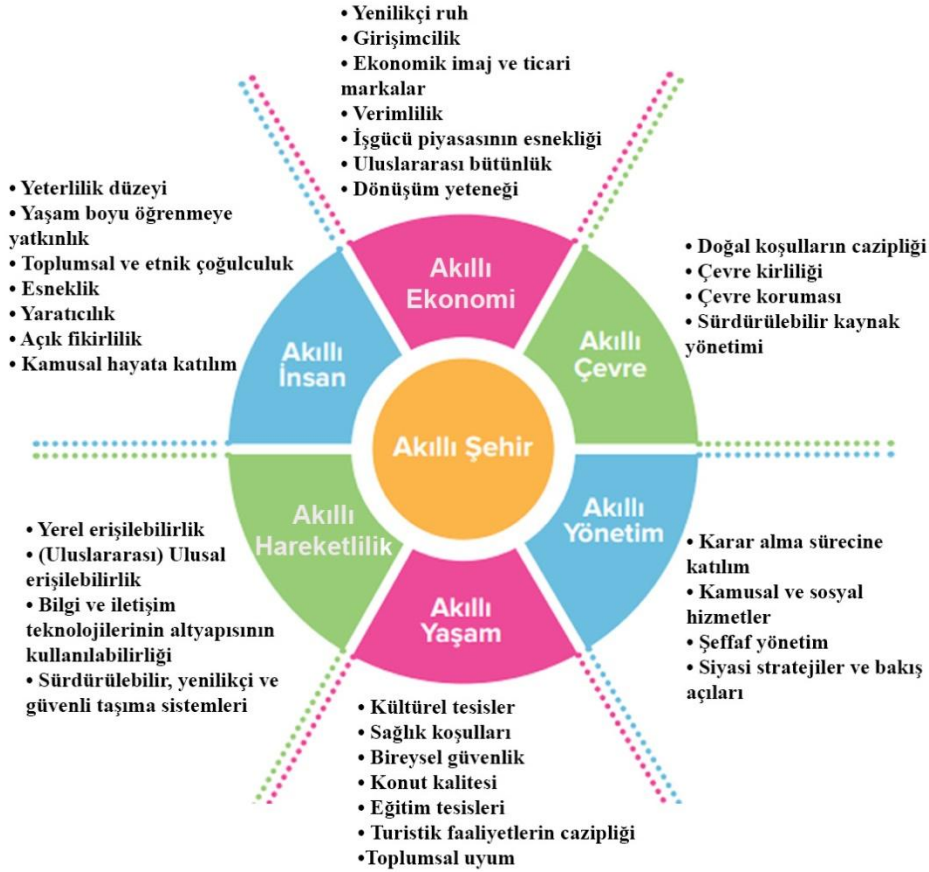 • Yenilikçi ruh
• Girişimcilik
• Ekonomik imaj ve ticari
markalar
• Verimlilik
• İşgücü piyasasının esnekliği
• Uluslararası bütünlük
• Dönüşüm yeteneği
• Yeterlilik düzeyi
• Yaşam boyu öğrenmeye
yatkınlık
• Toplumsal ve etnik çoğulculuk
• Esneklik
• Yaratıcılık
• Açık fikirlilik
• Kamusal hayata katılım
Akıllı
Ekonomi
• Doğal koşulların cazipliği
• Çevre kirliliği
• Çevre koruması
• Sürdürülebilir kaynak
yönetimi
Akıllı
İnsan
Akıllı
Çevre
Akıllı Şehir
Akıllı
Hareketlilik
Akıllı
Yönetim
• Yerel erişilebilirlik
• (Uluslararası) Ulusal
erişilebilirlik
• Bilgi ve iletişim
teknolojilerinin altyapısının
kullanılabilirliği
• Sürdürülebilir, yenilikçi ve
güvenli taşıma sistemleri
Akıllı
Yaşam
• Karar alma sürecine
katılım
• Kamusal ve sosyal
hizmetler
• Şeffaf yönetim
• Siyasi stratejiler ve bakış
açıları
• Kültürel tesisler
• Sağlık koşulları
• Bireysel güvenlik
• Konut kalitesi
• Eğitim tesisleri
• Turistik faaliyetlerin cazipliği
•Toplumsal uyum